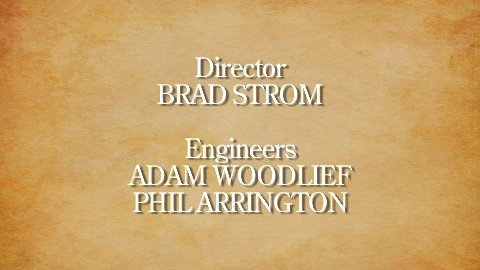 Director
BRAD STROM
Engineers
ADAM WOODLIEF
PHIL ARRINGTON